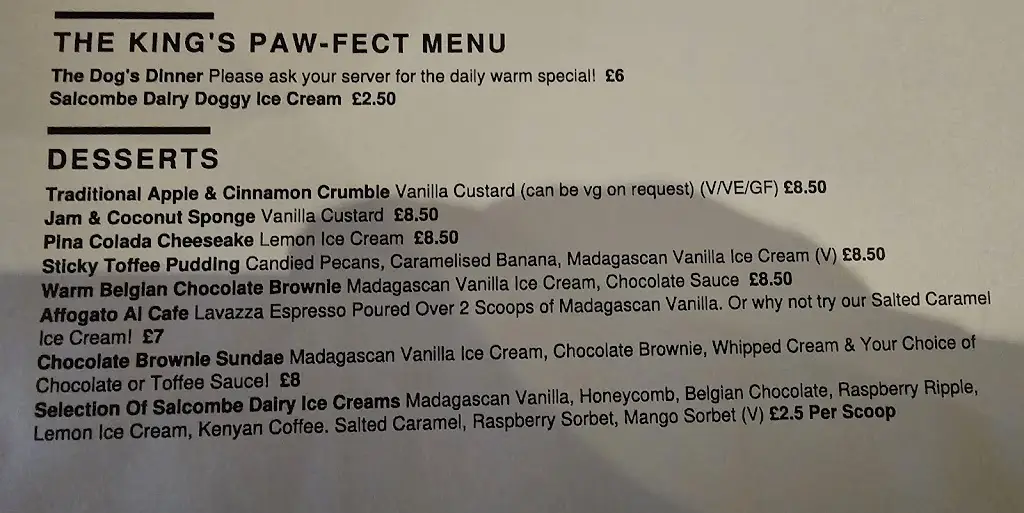 THE KING'S PAW-FECT MENU
The Dog's Dinner Please ask your server for the daily warm special! £6
Salcombe Dairy Doggy Ice Cream £2.50
DESSERTS
Traditional Apple & Cinnamon Crumble Vanilla Custard (can be vg on request) (V/VE/GF) £8.50
Jam & Coconut Sponge Vanilla Custard £8.50
Pina Colada Cheeseake Lemon Ice Cream £8.50
Sticky Toffee Pudding Candied Pecans, Caramelised Banana, Madagascan Vanilla Ice Cream (V) £8.50
Warm Belgian Chocolate Brownie Madagascan Vanilla Ice Cream, Chocolate Sauce £8.50
Affogato Al Cafe Lavazza Espresso Poured Over 2 Scoops of Madagascan Vanilla. Or why not try our Salted Caramel
Ice Cream! £7
Chocolate Brownie Sundae Madagascan Vanilla Ice Cream, Chocolate Brownie, Whipped Cream & Your Choice of
Chocolate or Toffee Sauce! £8
Selection Of Salcombe Dairy Ice Creams Madagascan Vanilla, Honeycomb, Belgian Chocolate, Raspberry Ripple,
Lemon Ice Cream, Kenyan Coffee. Salted Caramel, Raspberry Sorbet, Mango Sorbet (V) £2.5 Per Scoop